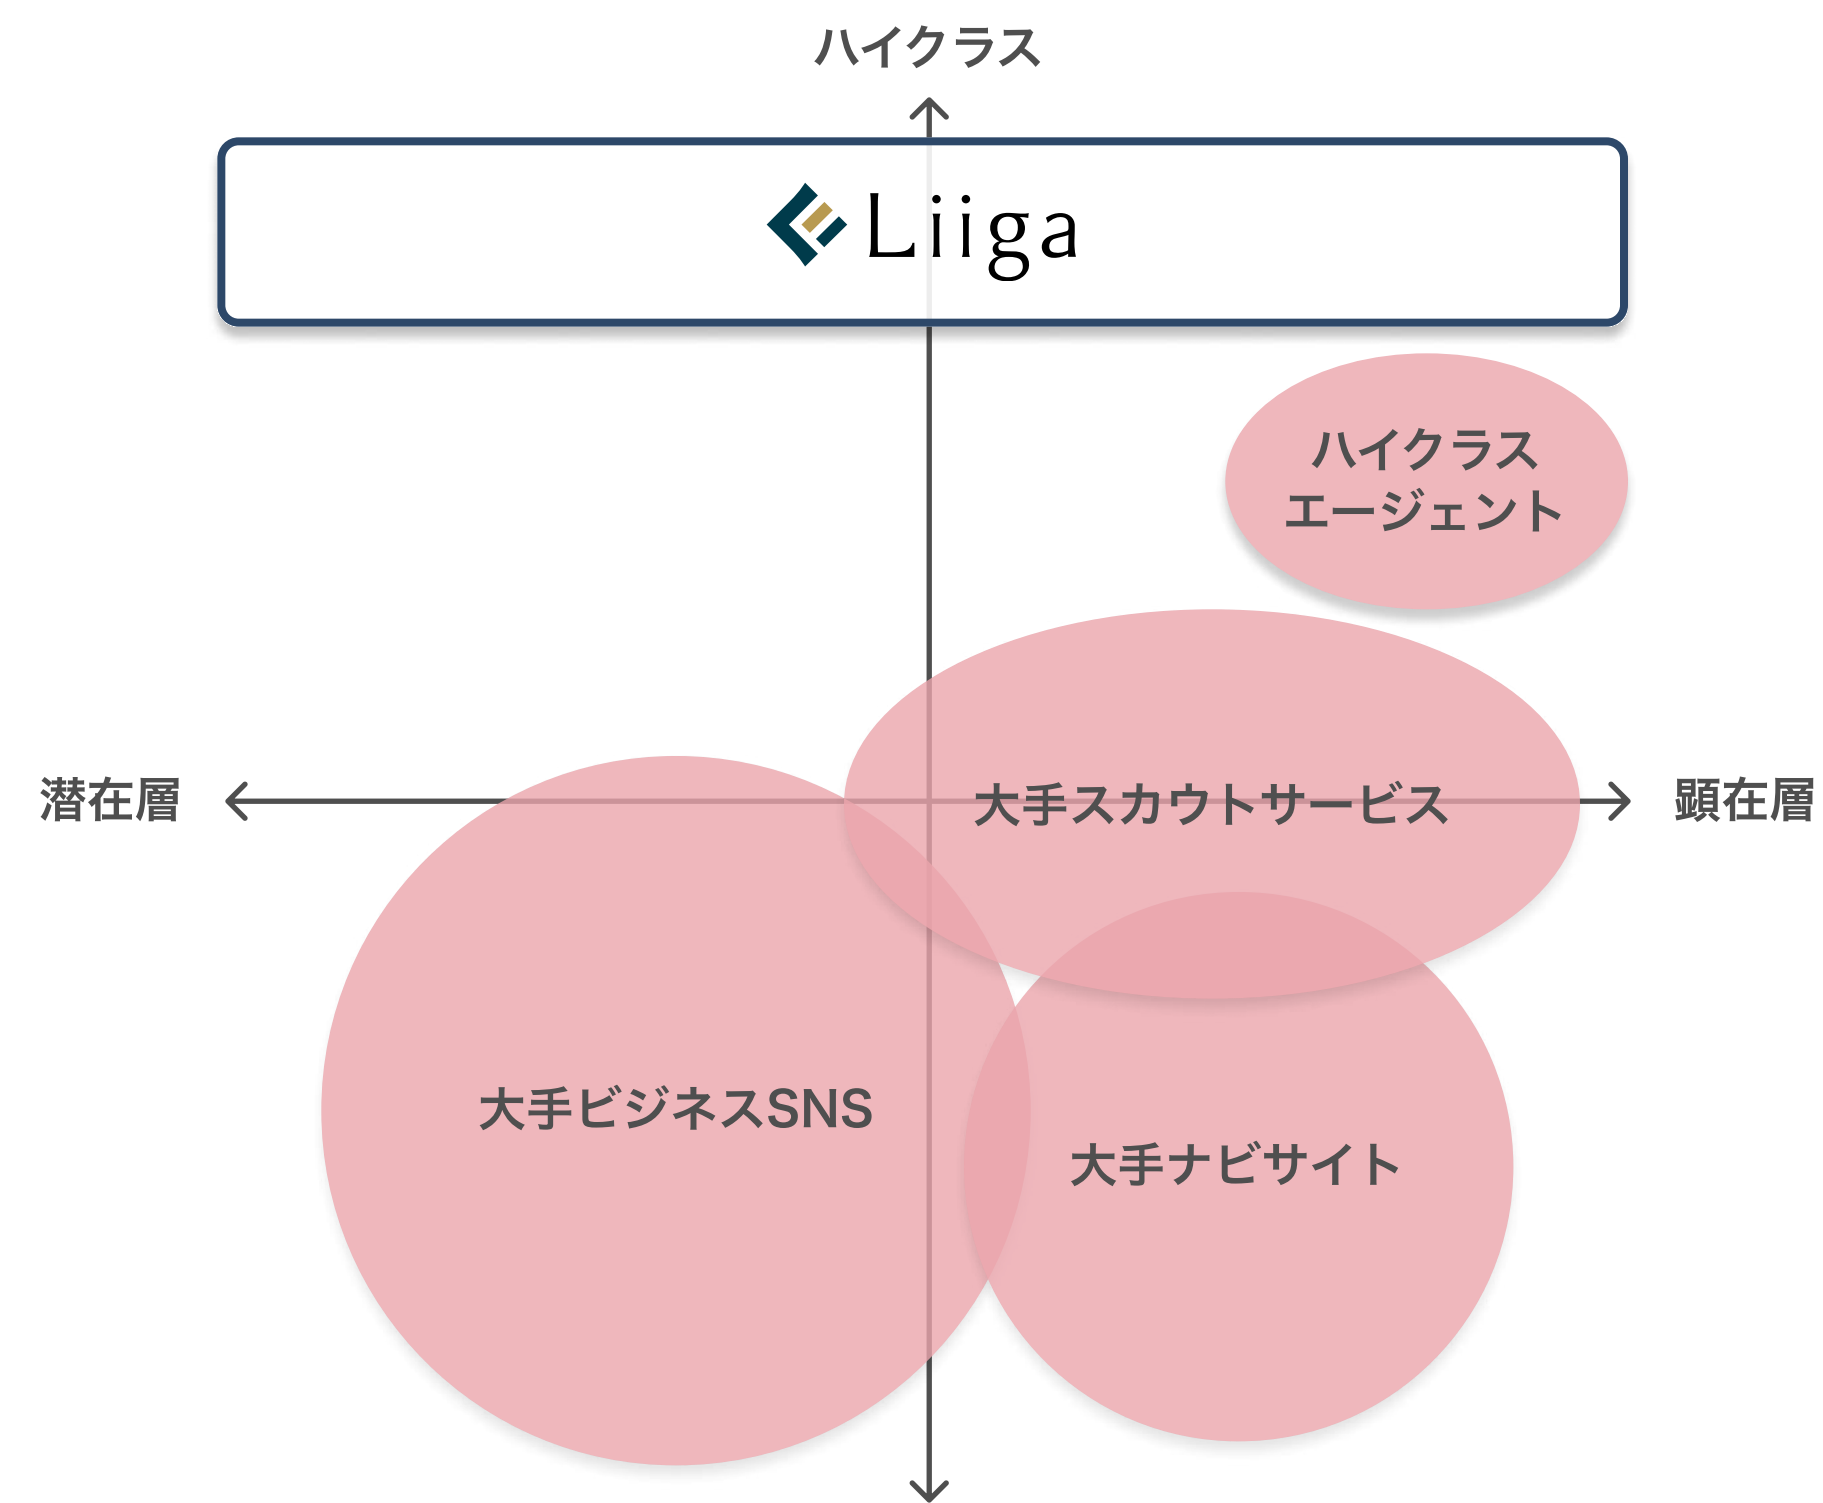 ハイクラス
Liiga
ハイクラス
エージェント
潜在層
大手スカウトサービス
顕在層
大手ビジネスSNS
大手ナビサイト